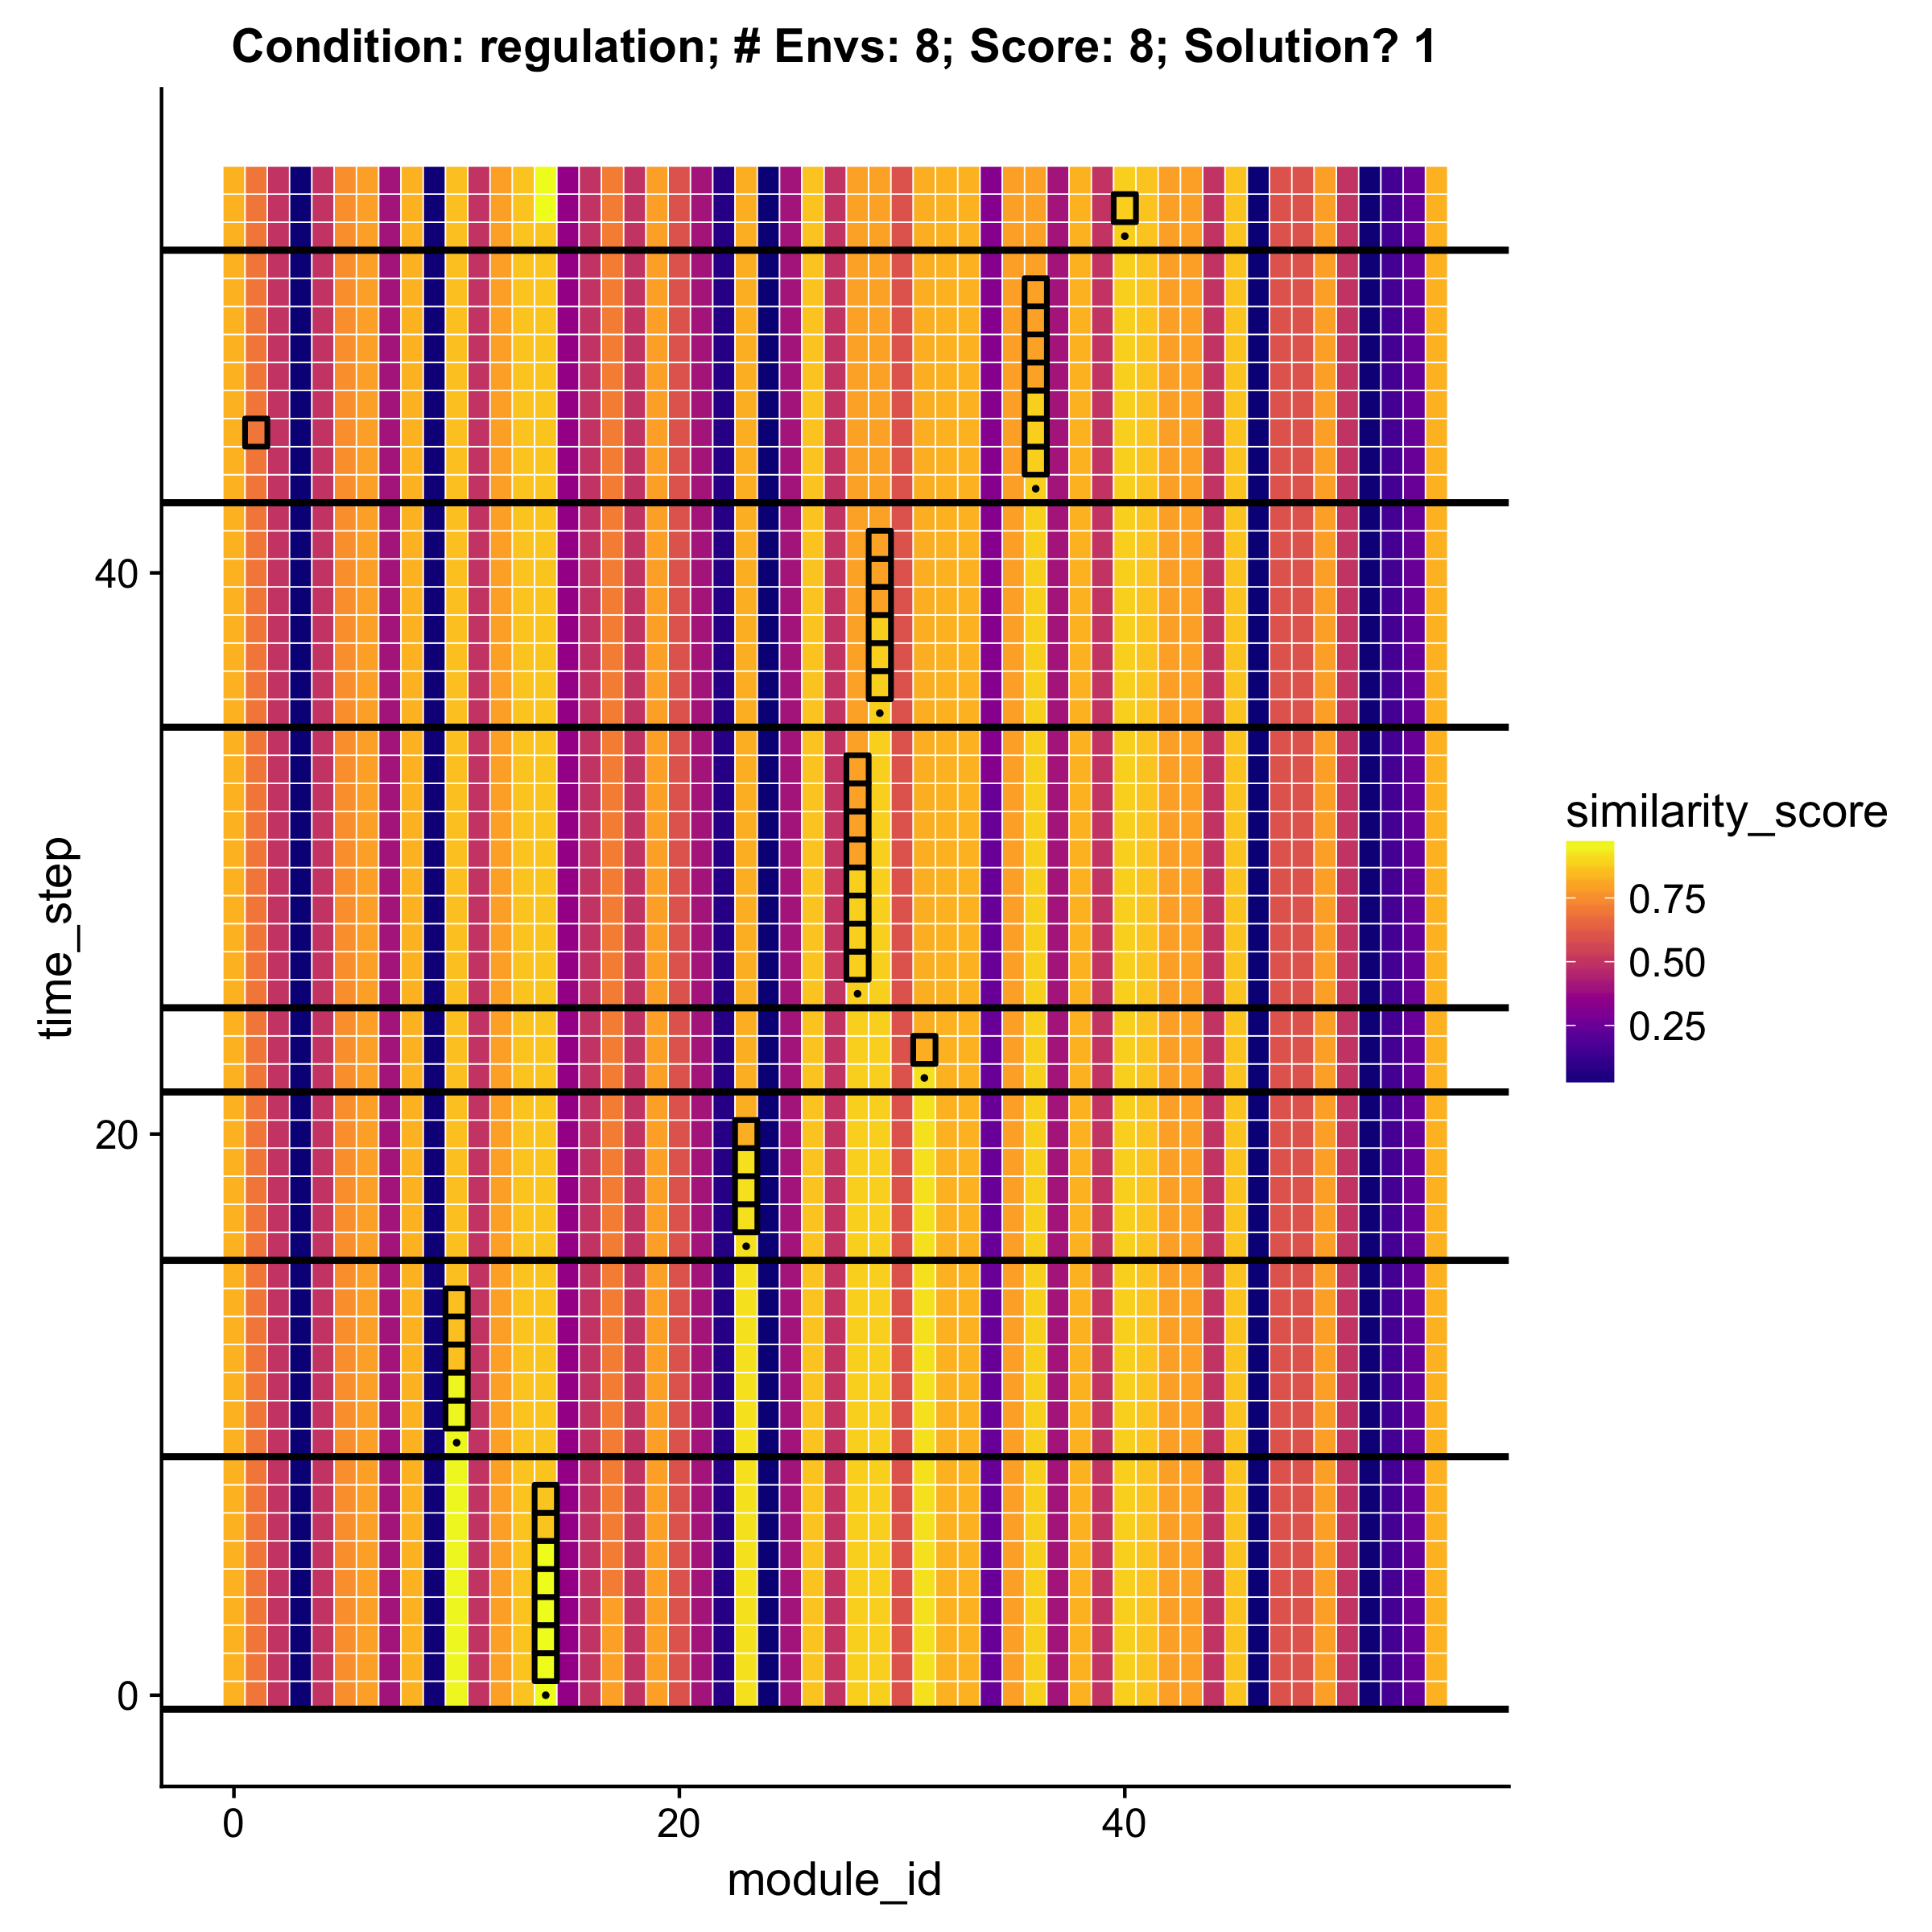 Condition: regulation; # Envs: 8; Score: 8; Solution? 1
time_step
40
20
0
0
20
40
module_id
similarity_score
0.75
0.50
0.25